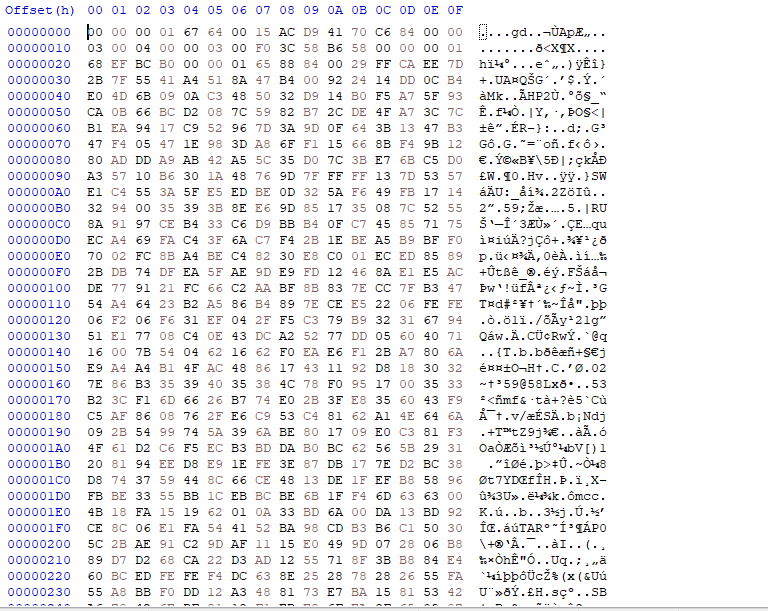 Offset(h) 00 01 02 03 04 05 06 07 08 09 0A 0B 0C 0D 0E 0F
00000000 00 00 00 01 67 64 00 15 AC D9 41 70 C6 84 00 00 ....gd..¬ÙApÆ„..
00000010 03 00 04 00 00 03 00 F0 3C 58 B6 58 00 00 00 01 .......ð<X¶X....
00000020 68 EF BC B0 00 00 01 65 88 84 00 29 FF CA EE 7D hï¼°...eˆ„.)ÿÊî}
00000030 2B 7F 55 41 A4 51 8A 47 B4 00 92 24 14 DD 0C B4 +.UA¤QŠG´.’$.Ý.´
00000040 E0 4D 6B 09 0A C3 48 50 32 D9 14 B0 F5 A7 5F 93 àMk..ÃHP2Ù.°õ§_“
00000050 CA 0B 66 BC D2 08 7C 59 82 B7 2C DE 4F A7 3C 7C Ê.f¼Ò.|Y‚·,ÞO§<|
00000060 B1 EA 94 17 C9 52 96 7D 3A 9D 0F 64 3B 13 47 B3 ±ê”.ÉR–}:..d;.G³
00000070 47 F4 05 47 1E 98 3D A8 6F F1 15 66 8B F4 9B 12 Gô.G.˜=¨oñ.f‹ô›.
00000080 80 AD DD A9 AB 42 A5 5C 35 D0 7C 3B E7 6B C5 D0 €.Ý©«B¥\5Ð|;çkÅÐ
00000090 A3 57 10 B6 30 1A 48 76 9D 7F FF FF 13 7D 53 57 £W.¶0.Hv..ÿÿ.}SW
000000A0 E1 C4 55 3A 5F E5 ED BE 0D 32 5A F6 49 FB 17 14 áÄU:_åí¾.2ZöIû..
000000B0 32 94 00 35 39 3B 8E E6 9D 85 17 35 08 7C 52 55 2”.59;Žæ.….5.|RU
000000C0 8A 91 97 CE B4 33 C6 D9 BB B4 0F C7 45 85 71 75 Š‘—Î´3ÆÙ»´.ÇE…qu
000000D0 EC A4 69 FA C4 3F 6A C7 F4 2B 1E BE A5 B9 BF F0 ì¤iúÄ?jÇô+.¾¥¹¿ð
000000E0 70 02 FC 8B A4 BE C4 82 30 E8 C0 01 EC ED 85 89 p.ü‹¤¾Ä‚0èÀ.ìí…‰
000000F0 2B DB 74 DF EA 5F AE 9D E9 FD 12 46 8A E1 E5 AC +Ûtßê_®.éý.FŠáå¬
00000100 DE 77 91 21 FC 66 C2 AA BF 8B 83 7E CC 7F B3 47 Þw‘!üfÂª¿‹ƒ~Ì.³G
00000110 54 A4 64 23 B2 A5 86 B4 89 7E CE E5 22 06 FE FE T¤d#²¥†´‰~Îå".þþ
00000120 06 F2 06 F6 31 EF 04 2F F5 C3 79 B9 32 31 67 94 .ò.ö1ï./õÃy¹21g”
00000130 51 E1 77 08 C4 0E 43 DC A2 52 77 DD 05 60 40 71 Qáw.Ä.CÜ¢RwÝ.`@q
00000140 16 00 7B 54 04 62 16 62 F0 EA E6 F1 2B A7 80 6A ..{T.b.bðêæñ+§€j
00000150 E9 A4 A4 B1 4F AC 48 86 17 43 11 92 D8 18 30 32 é¤¤±O¬H†.C.’Ø.02
00000160 7E 86 B3 35 39 40 35 38 4C 78 F0 95 17 00 35 33 ~†³59@58Lxð•..53
00000170 B2 3C F1 6D 66 26 B7 74 E0 2B 3F E8 35 60 43 F9 ²<ñmf&·tà+?è5`Cù
00000180 C5 AF 86 08 76 2F E6 C9 53 C4 81 62 A1 4E 64 6A Å¯†.v/æÉSÄ.b¡Ndj
00000190 09 2B 54 99 74 5A 39 6A BE 80 17 09 E0 C3 81 F3 .+T™tZ9j¾€..àÃ.ó
000001A0 4F 61 D2 C6 F5 EC B3 BD DA B0 BC 62 56 5B 29 31 OaÒÆõì³½Ú°¼bV[)1
000001B0 20 81 94 EE D8 E9 1E FE 3E 87 DB 17 7E D2 BC 38 .”îØé.þ>‡Û.~Ò¼8
000001C0 D8 74 37 59 44 8C 66 CE 48 13 DE 1F EF B8 58 96 Øt7YDŒfÎH.Þ.ï¸X–
000001D0 FB BE 33 55 BB 1C EB BC BE 6B 1F F4 6D 63 63 00 û¾3U».ë¼¾k.ômcc.
000001E0 4B 18 FA 15 19 62 01 0A 33 BD 6A 00 DA 13 BD 92 K.ú..b..3½j.Ú.½’
000001F0 CE 8C 06 E1 FA 54 41 52 BA 98 CD B3 B6 C1 50 30 ÎŒ.áúTARº˜Í³¶ÁP0
00000200 5C 2B AE 91 C2 9D AF 11 15 E0 49 9D 07 28 06 B8 \+®‘Â.¯..àI..(.¸
00000210 89 D7 D2 68 CA 22 D3 AD 12 55 71 8F 3B B8 84 E4 ‰×ÒhÊ"Ó..Uq.;¸„ä
00000220 60 BC ED FE FE F4 DC 63 8E 25 28 78 28 26 55 FA `¼íþþôÜcŽ%(x(&Uú
00000230 55 A8 BB F0 DD 12 A3 48 81 73 E7 BA 15 81 53 42 U¨»ðÝ.£H.sçº..SB